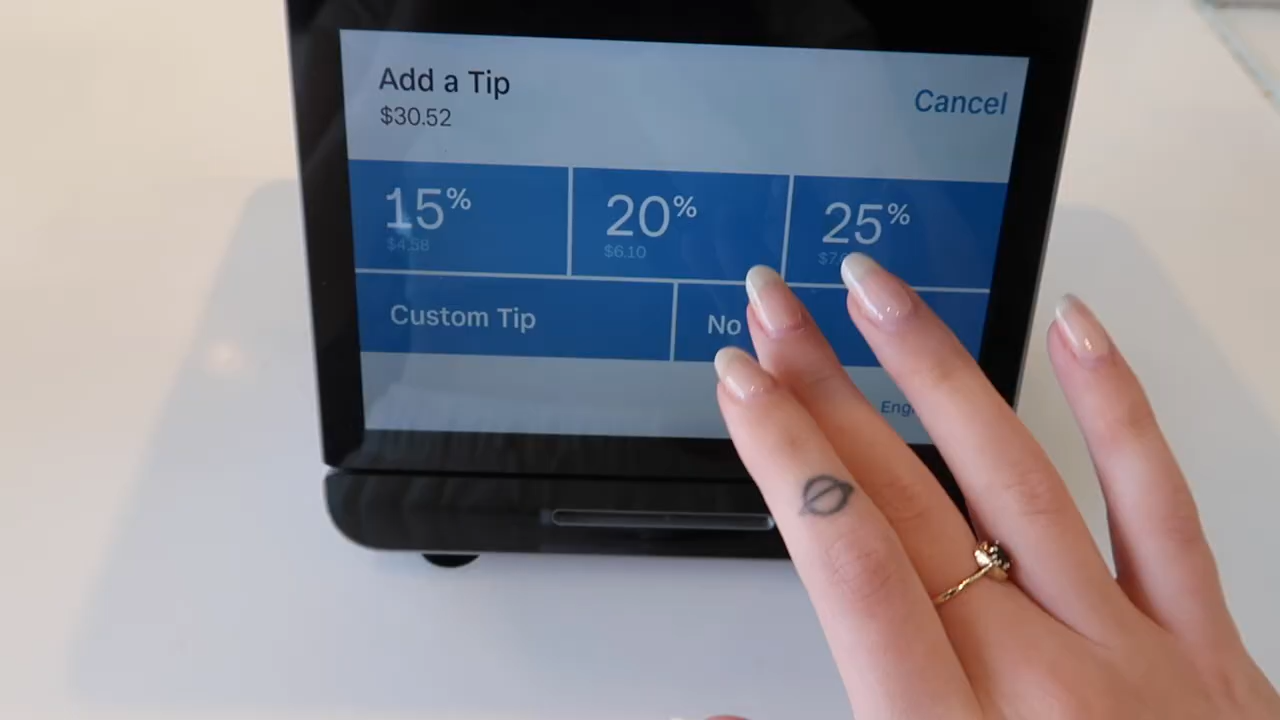 Add a Tip
$30.52
Cancel
15%
$4.58
20%
$6.10
25%
Custom Tip
No